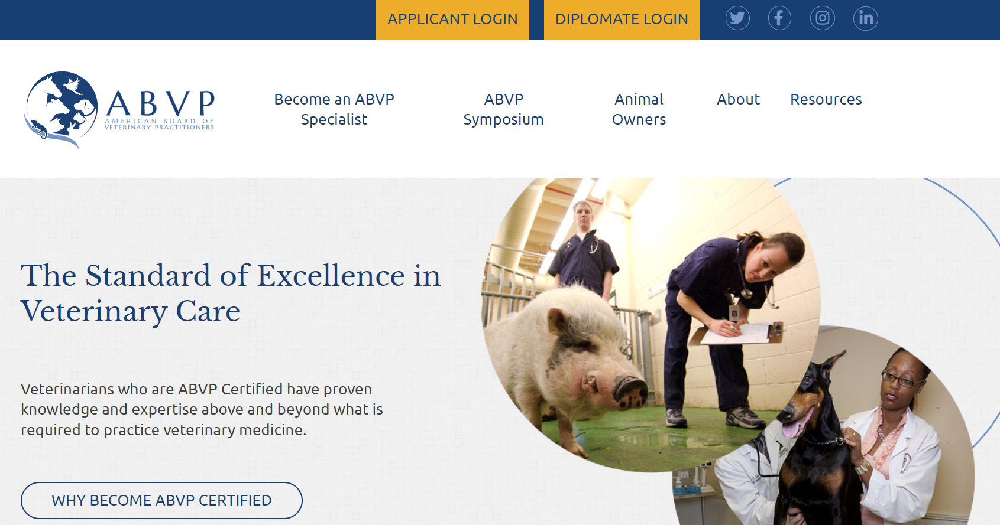 APPLICANT LOGIN
DIPLOMATE LOGIN
ABVP
AMERICAN BOARD OF
VETERINARY PRACTITIONERS
Become an ABVP
Specialist
ABVP
Symposium
Animal
Owners
About
Resources
The Standard of Excellence in
Veterinary Care
Veterinarians who are ABVP Certified have proven
knowledge and expertise above and beyond what is
required to practice veterinary medicine.
WHY BECOME ABVP CERTIFIED